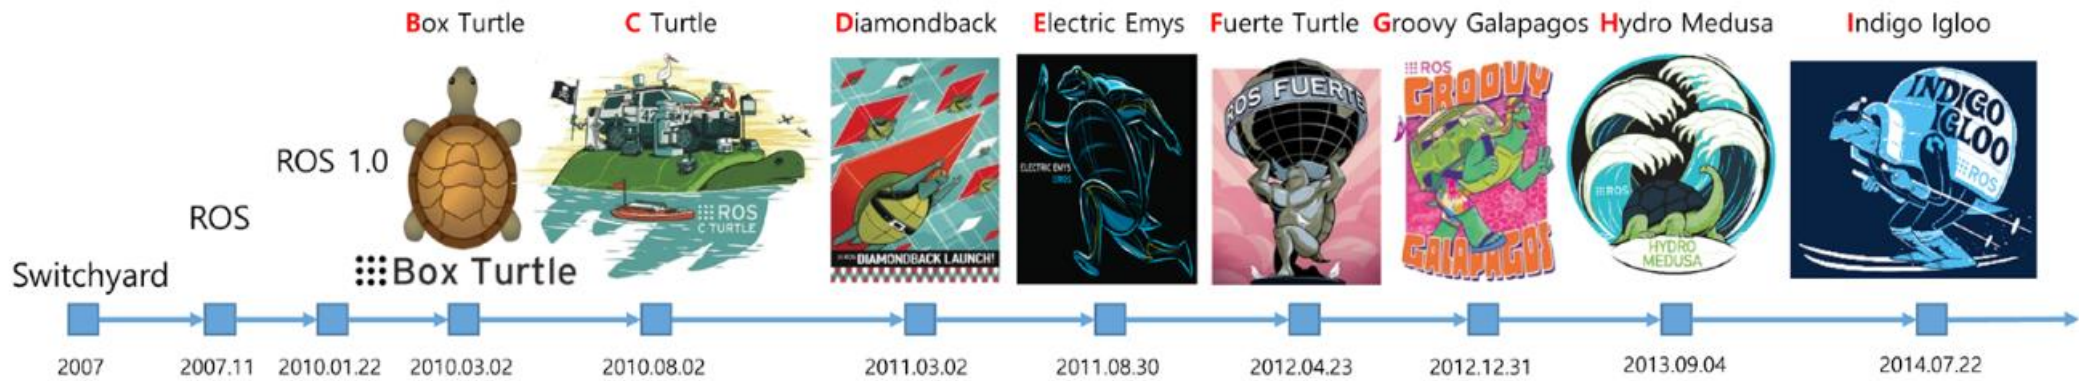 Box Turtle
C Turtle
Diamondback
Electric Emys
Fuerte Turtle
Groovy Galapagos
Hydro Medusa
Indigo Igloo
ROS FUERTE
ROS
GROOVY
GALAPAGOS
INDIGO
IGLOO
ROS
ELECTRIC EMYS
ROS
HYDRO
MEDUSA
ROS
C TURTLE
DIAMONDBACK LAUNCH!
ROS 1.0
ROS
Switchyard
Box Turtle
2007
2007.11
2010.01.22
2010.03.02
2010.08.02
2011.03.02
2011.08.30
2012.04.23
2012.12.31
2013.09.04
2014.07.22